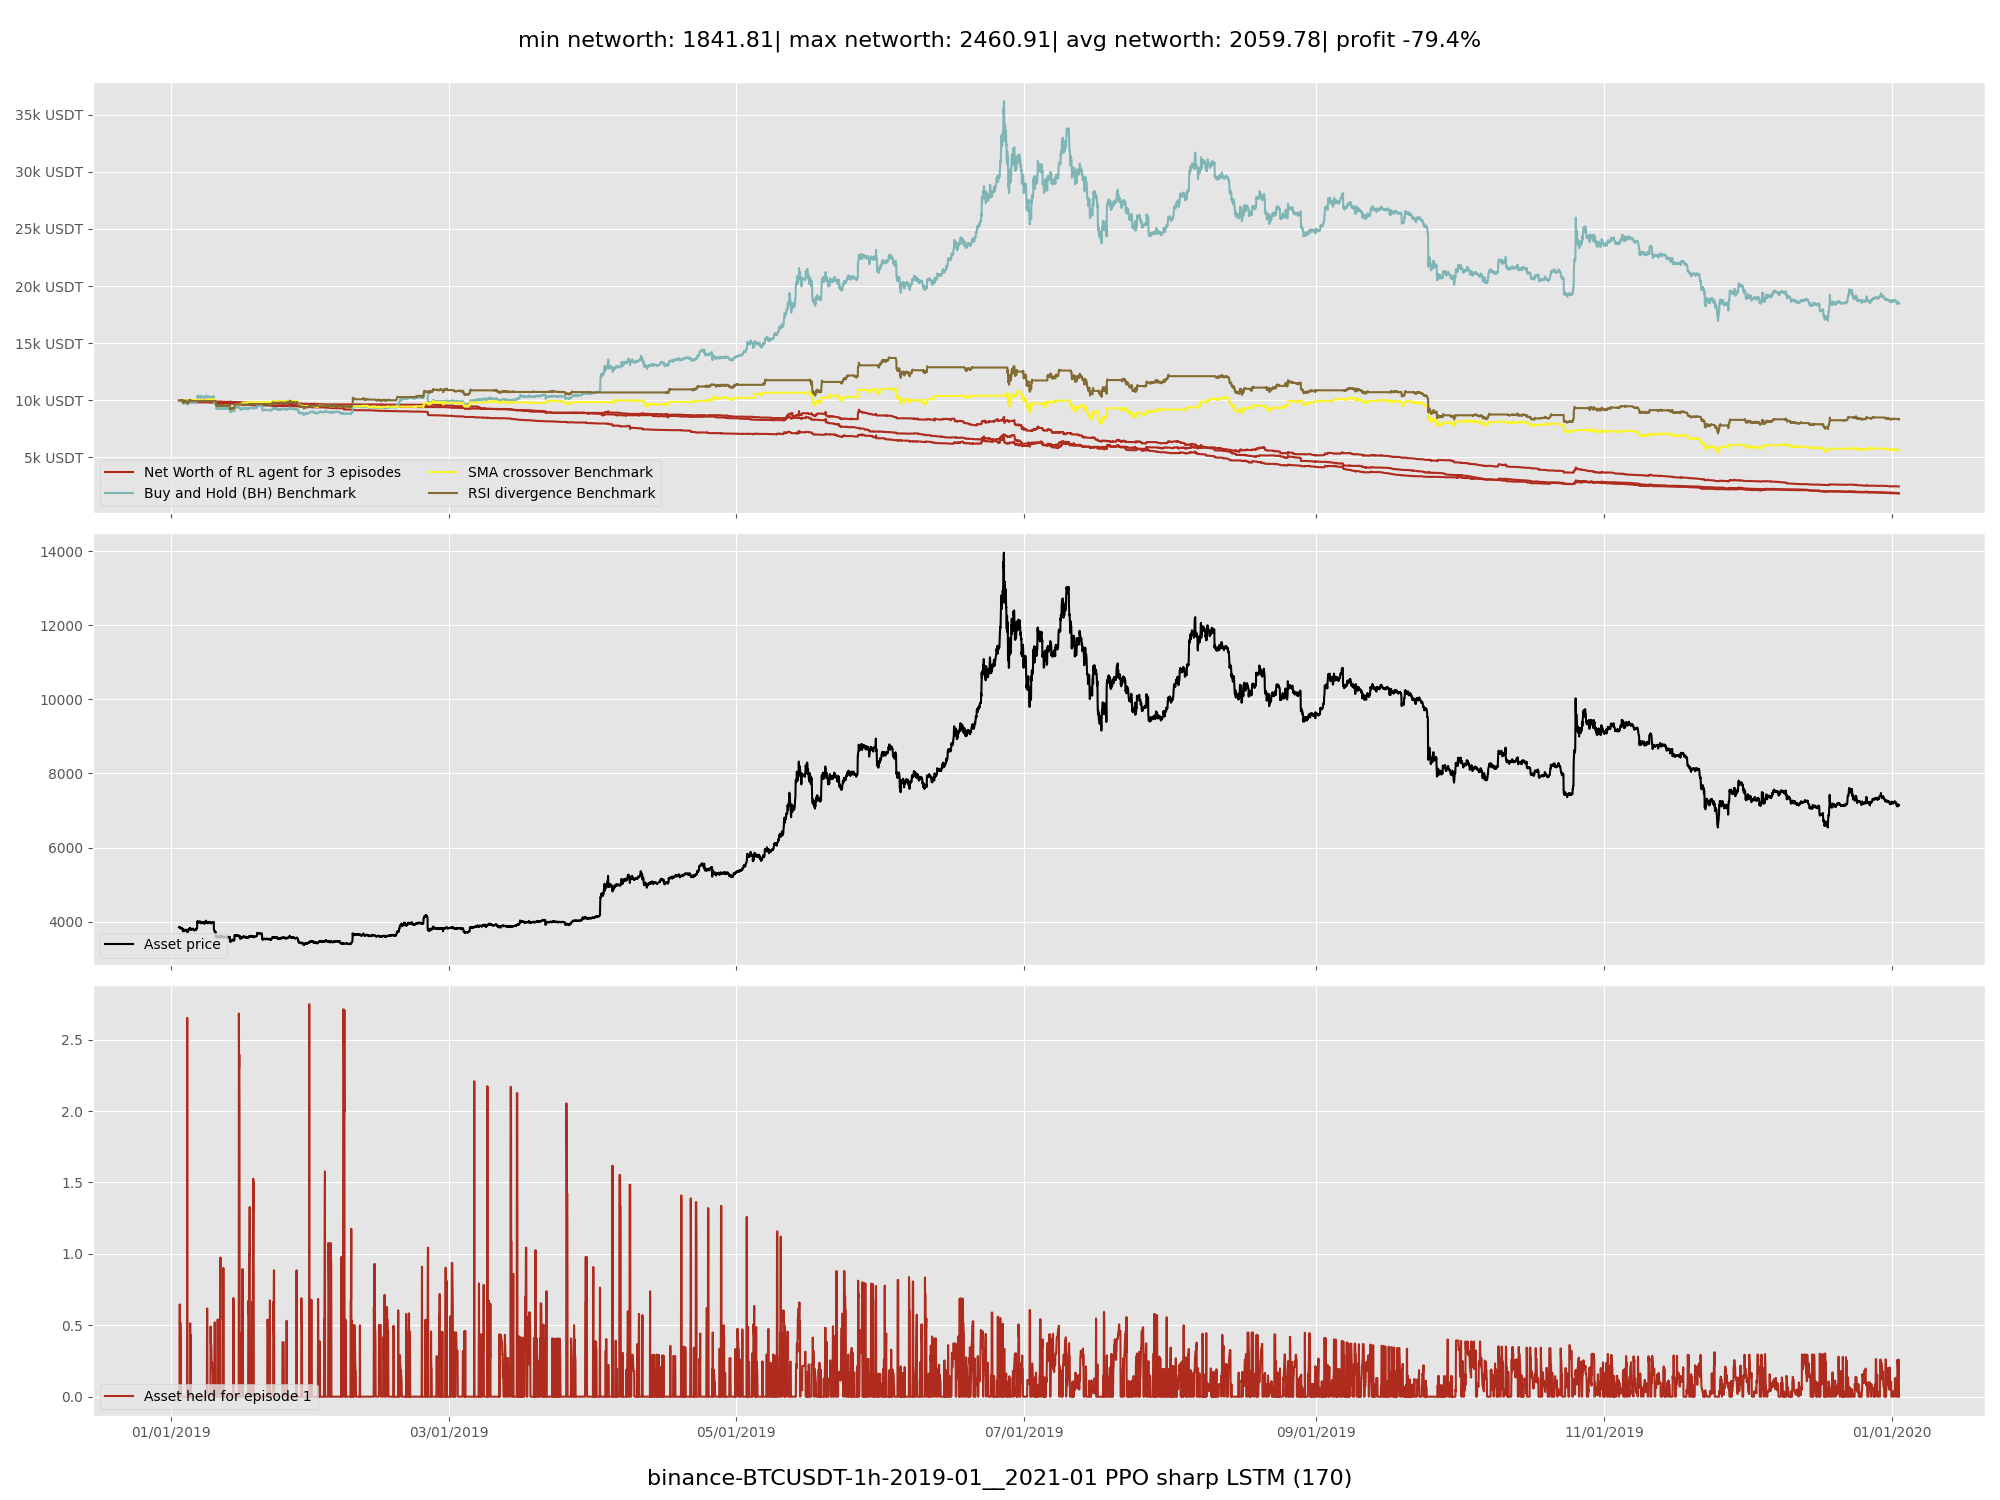 min networth: 1841.81| max networth: 2460.91| avg networth: 2059.78| profit -79.4%
35k USDT
30k USDT
25k USDT
20k USDT
15k USDT
10k USDT
5k USDT
Net Worth of RL agent for 3 episodes
Buy and Hold (BH) Benchmark
SMA crossover Benchmark
RSI divergence Benchmark
14000
12000
10000
8000
6000
4000
Asset price
2.5
2.0
1.5
1.0
0.5
0.0
Asset held for episode 1
01/01/2019 03/01/2019 05/01/2019 07/01/2019 09/01/2019 11/01/2019 01/01/2020
binance-BTCUSDT-1h-2019-01__2021-01 PPO sharp LSTM (170)